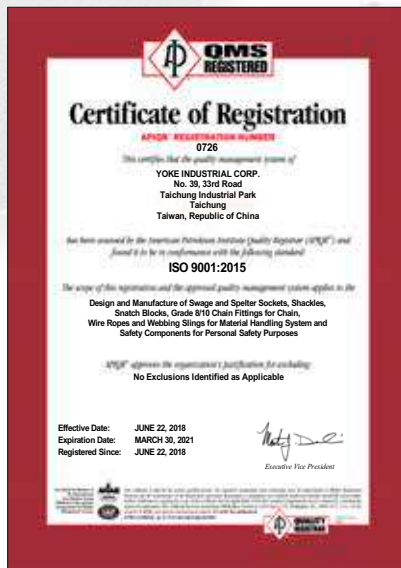 QMS
REGISTERED
Certificate of Registration
APIQR® REGISTRATION NUMBER
0726
This certifies that the quality management system of
YOKE INDUSTRIAL CORP.
No. 39, 33rd Road
Taichung Industrial Park
Taichung
Taiwan, Republic of China
has been assessed by the American Petroleum Institute Quality Registrar (APIQR®) and
found it to be in conformance with the following standard:
ISO 9001:2015
The scope of this registration and the approved quality management system applies to the
Design and Manufacture of Swage and Spelter Sockets, Shackles,
Snatch Blocks, Grade 8/10 Chain Fittings for Chain,
Wire Ropes and Webbing Slings for Material Handling System and
Safety Components for Personal Safety Purposes
APIQR® approves the organization's justification for excluding:
No Exclusions Identified as Applicable
Effective Date: JUNE 22, 2018
Expiration Date: MARCH 30, 2021
Registered Since: JUNE 22, 2018
Executive Vice President
QUALITY
REGISTRAR